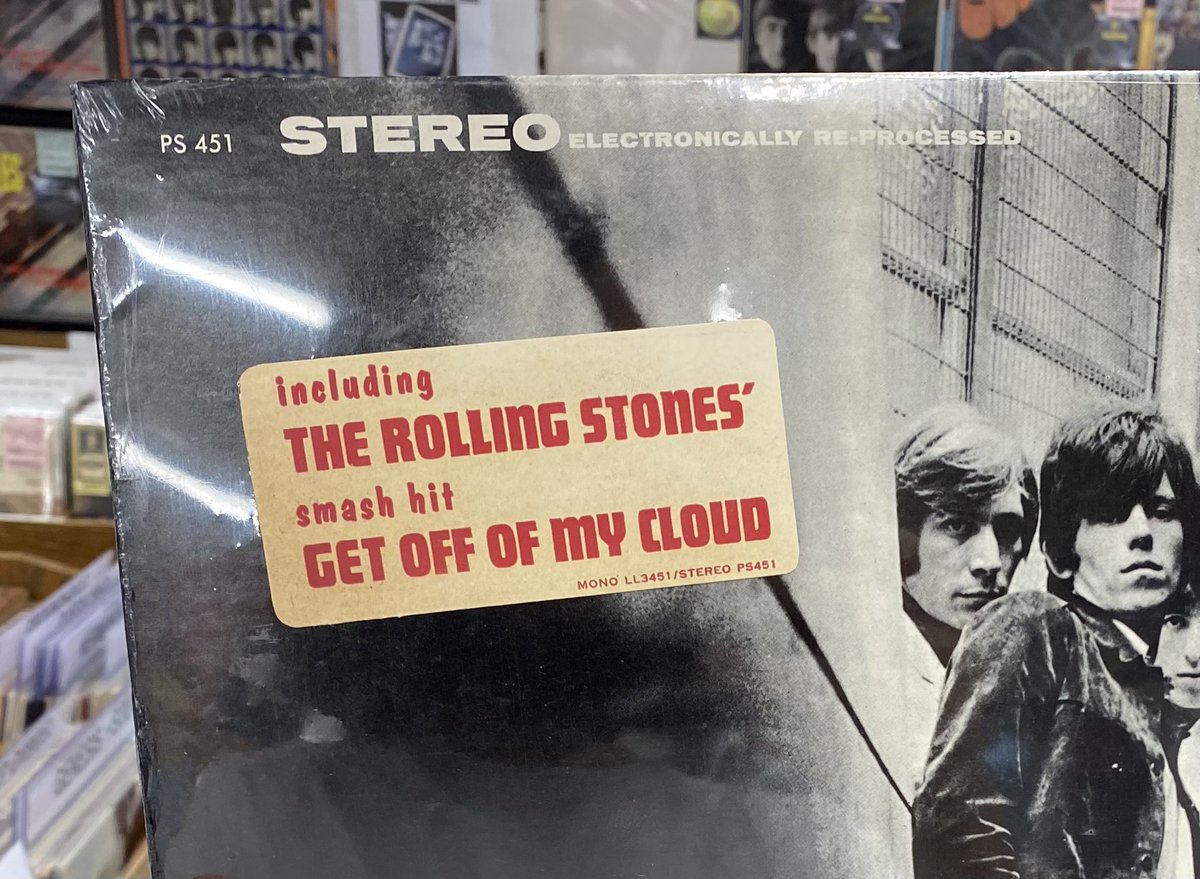 PS 451 STEREO ELECTRONICALLY RE-PROCESSED
including
THE ROLLING STONES'
smash hit
GET OFF OF MY CLOUD
MONO LL3451/STEREO PS451